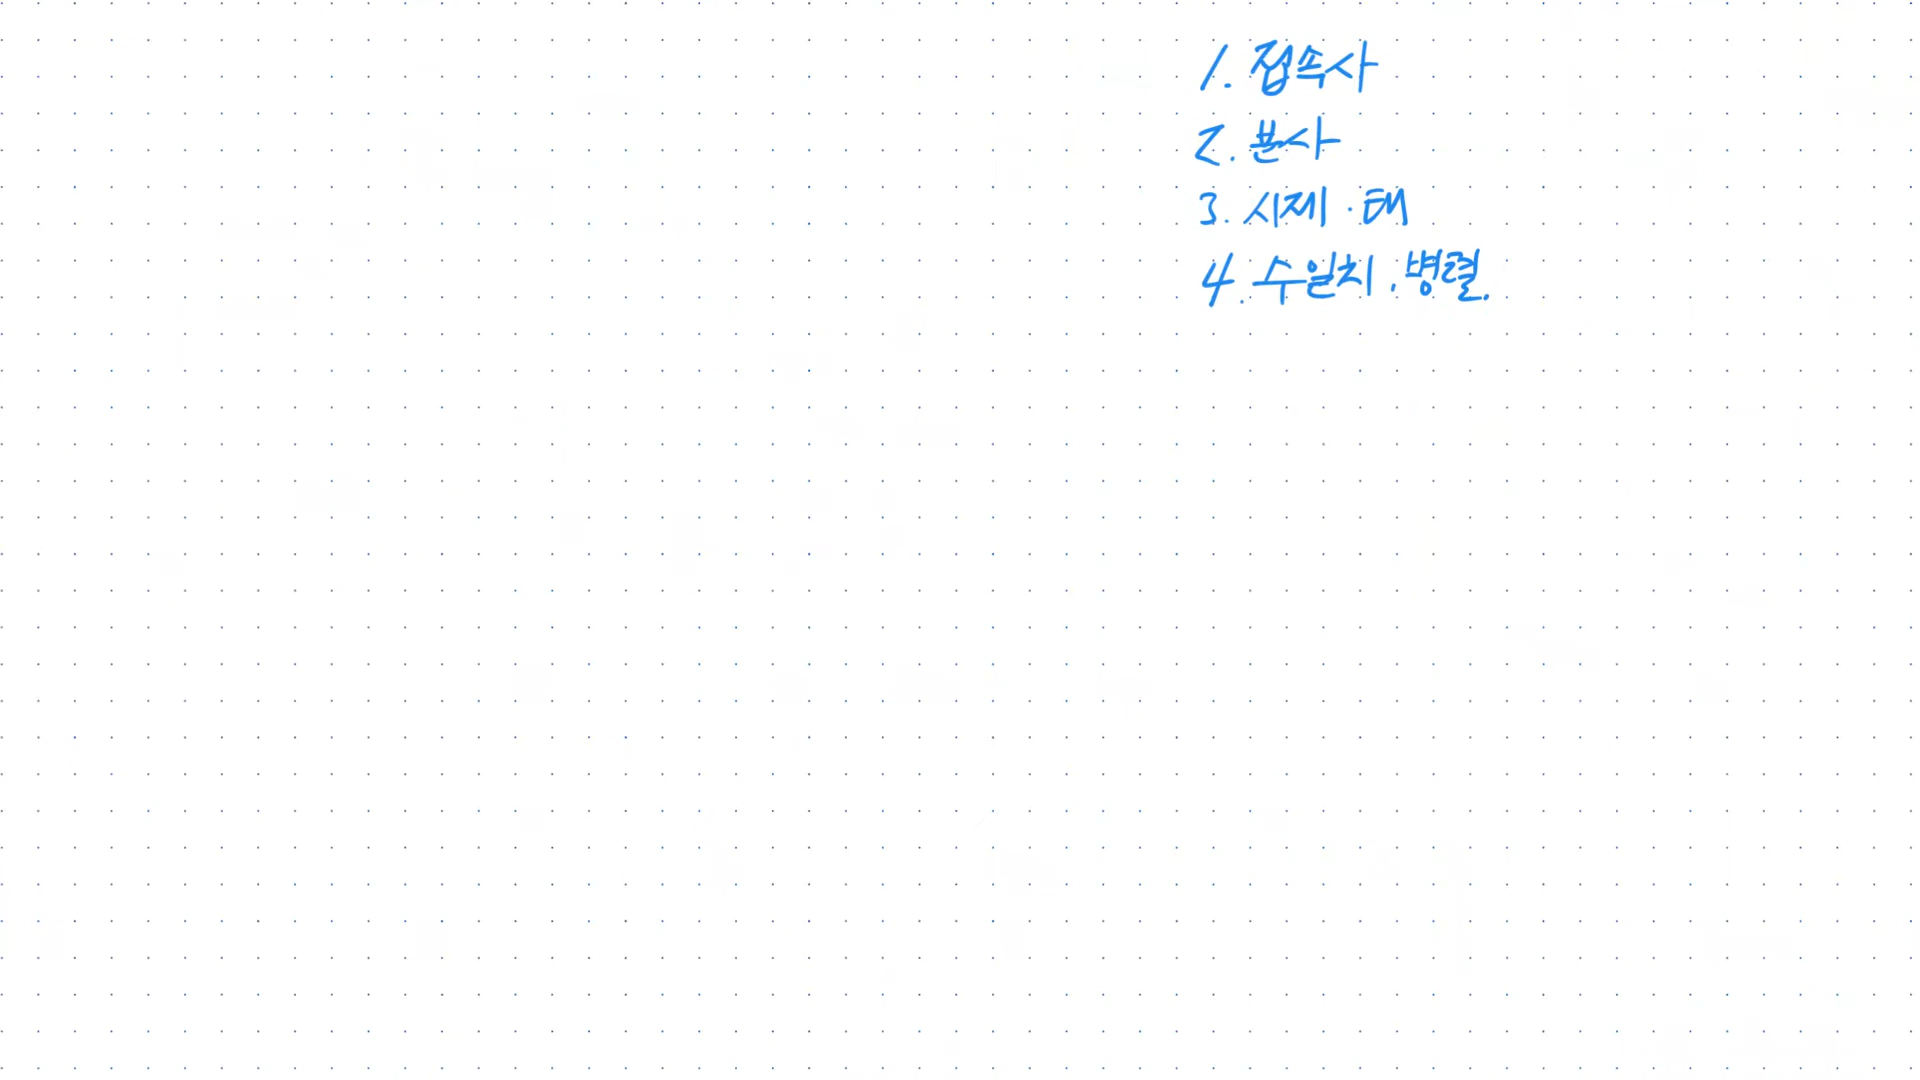 1. 접속사
2. 분사
3. 시제 · 태
4. 수일치, 병렬.